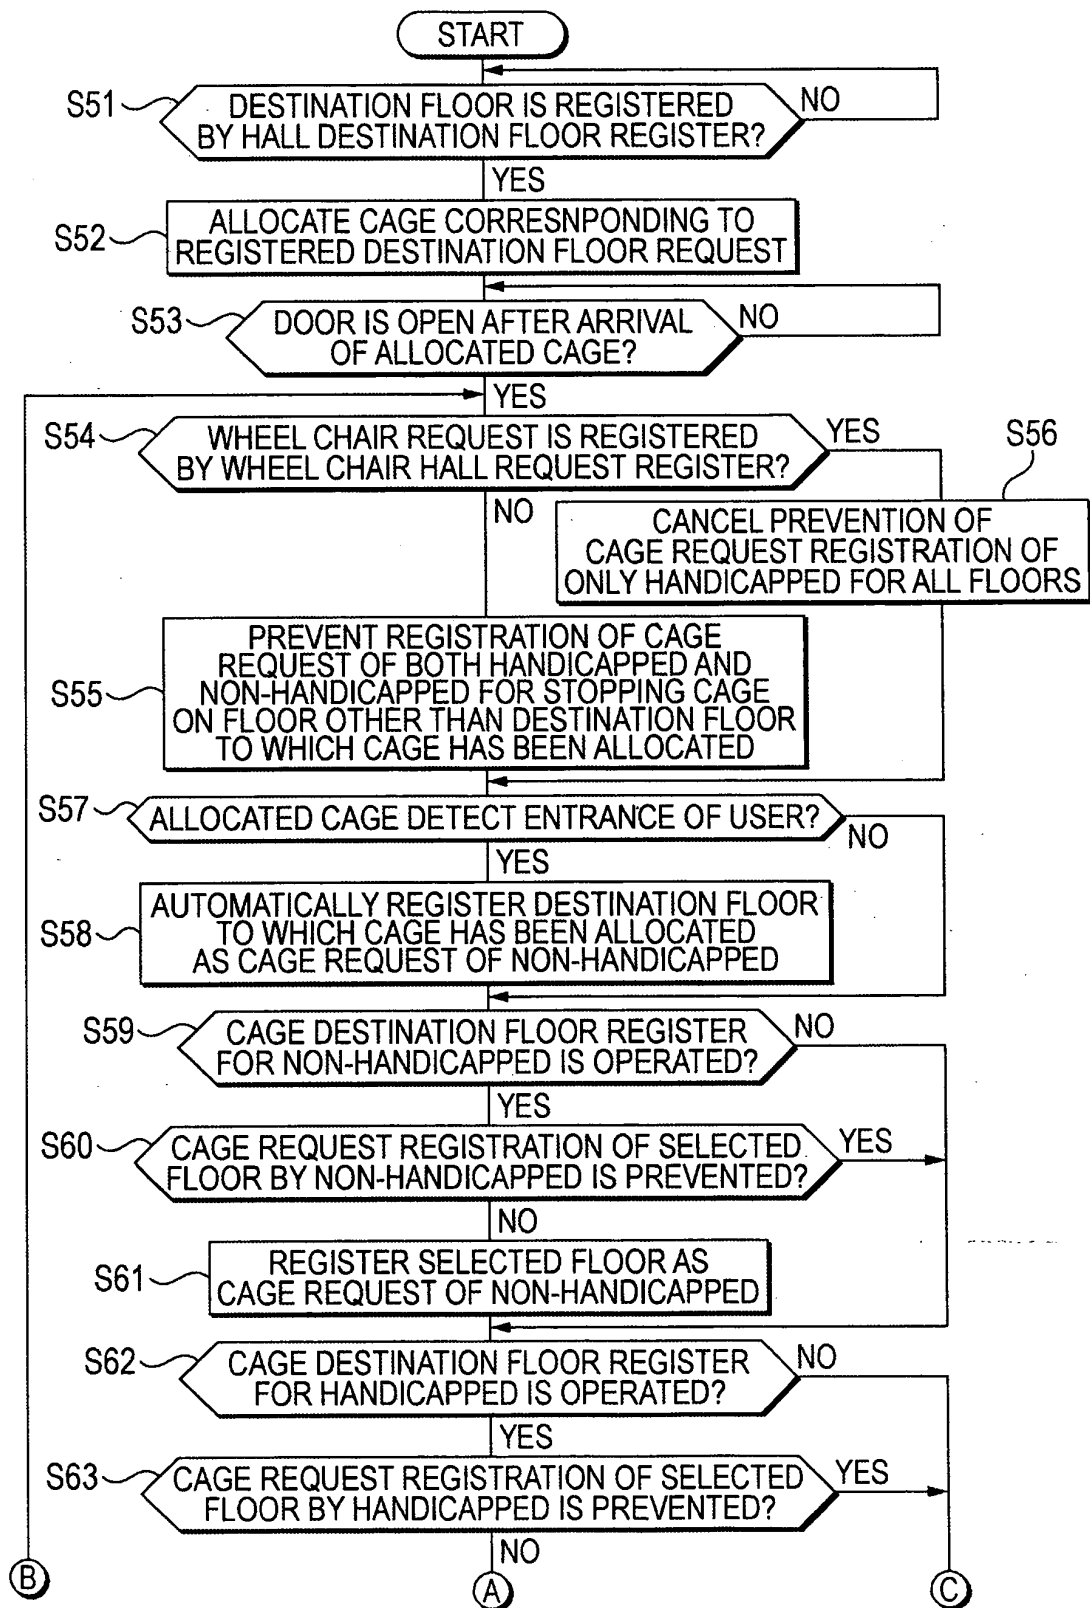 START
S51
DESTINATION FLOOR IS REGISTERED
BY HALL DESTINATION FLOOR REGISTER?
NO
YES
S52
ALLOCATE CAGE CORRESNPONDING TO
REGISTERED DESTINATION FLOOR REQUEST
S53
DOOR IS OPEN AFTER ARRIVAL
OF ALLOCATED CAGE?
NO
YES
S54
WHEEL CHAIR REQUEST IS REGISTERED
BY WHEEL CHAIR HALL REQUEST REGISTER?
YES
NO
S56
CANCEL PREVENTION OF
CAGE REQUEST REGISTRATION OF
ONLY HANDICAPPED FOR ALL FLOORS
S55
PREVENT REGISTRATION OF CAGE
REQUEST OF BOTH HANDICAPPED AND
NON-HANDICAPPED FOR STOPPING CAGE
ON FLOOR OTHER THAN DESTINATION FLOOR
TO WHICH CAGE HAS BEEN ALLOCATED
S57
ALLOCATED CAGE DETECT ENTRANCE OF USER?
NO
YES
S58
AUTOMATICALLY REGISTER DESTINATION FLOOR
TO WHICH CAGE HAS BEEN ALLOCATED
AS CAGE REQUEST OF NON-HANDICAPPED
S59
CAGE DESTINATION FLOOR REGISTER
FOR NON-HANDICAPPED IS OPERATED?
NO
YES
S60
CAGE REQUEST REGISTRATION OF SELECTED
FLOOR BY NON-HANDICAPPED IS PREVENTED?
YES
NO
S61
REGISTER SELECTED FLOOR AS
CAGE REQUEST OF NON-HANDICAPPED
S62
CAGE DESTINATION FLOOR REGISTER
FOR HANDICAPPED IS OPERATED?
NO
YES
S63
CAGE REQUEST REGISTRATION OF SELECTED
FLOOR BY HANDICAPPED IS PREVENTED?
YES
NO
B
A
C